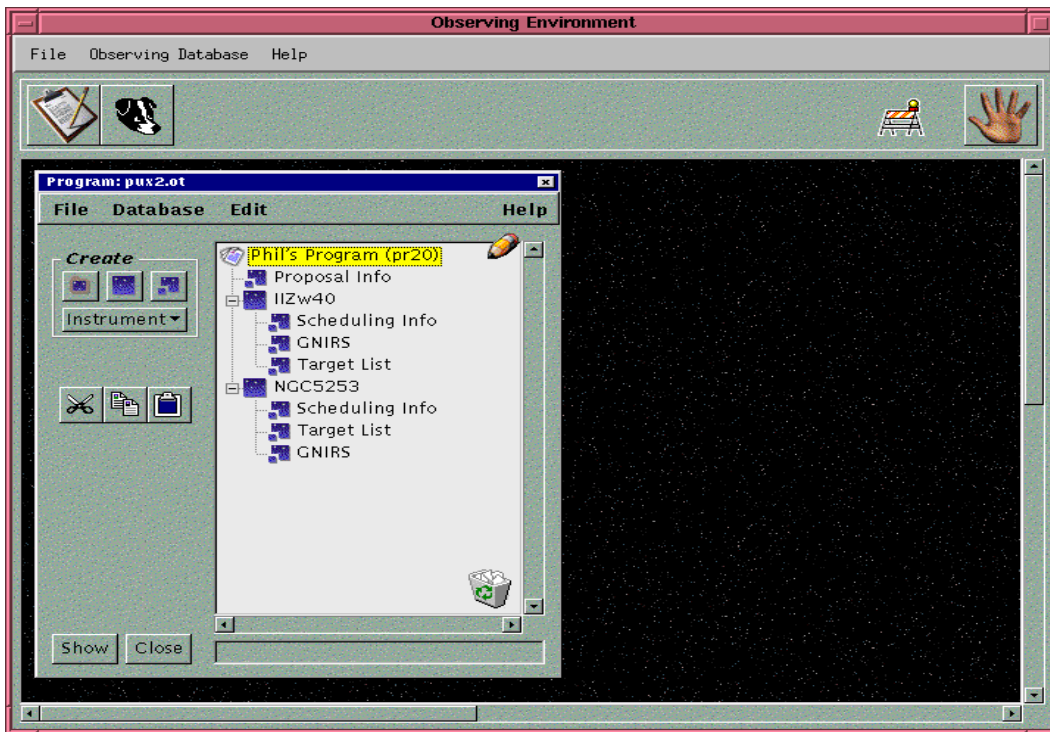 Observing Environment
File Observing Database Help
Program: pux2.ot
File Database Edit Help
Create
Instrument
Phil's Program (pr20)
Proposal Info
IIZw40
Scheduling Info
GNIRS
Target List
NGC5253
Scheduling Info
Target List
GNIRS
Show Close